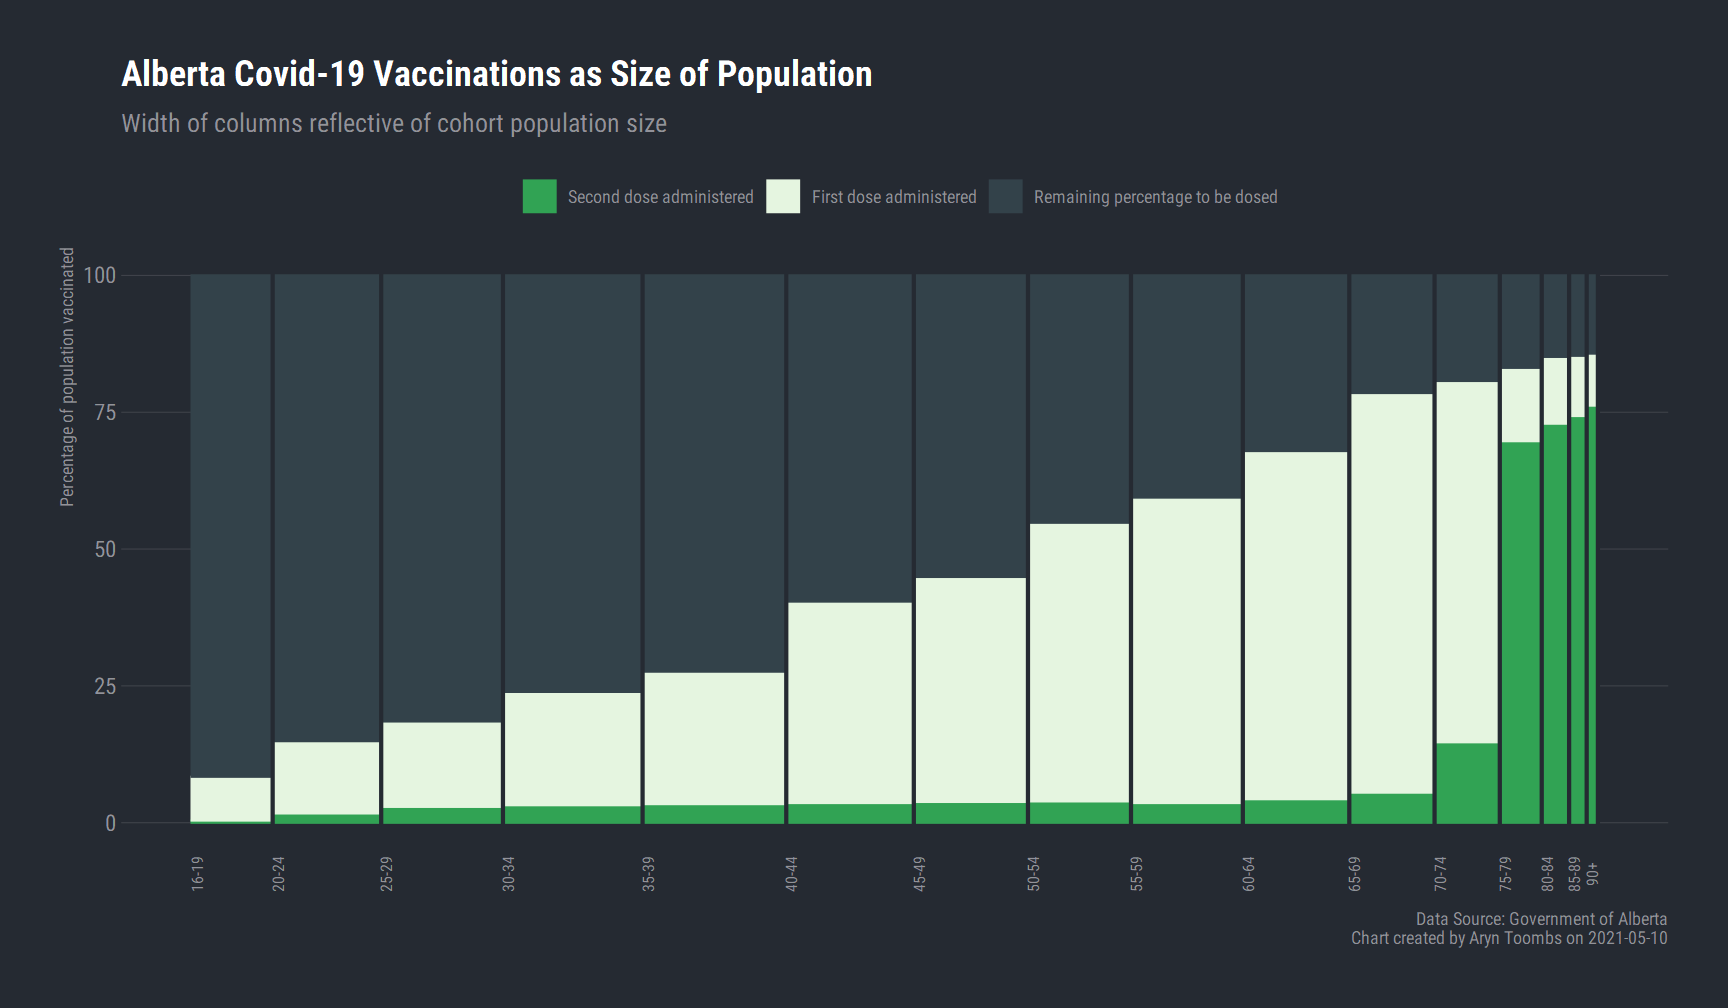 Alberta Covid-19 Vaccinations as Size of Population
Width of columns reflective of cohort population size
Second dose administered
First dose administered
Remaining percentage to be dosed
Percentage of population vaccinated
100
75
50
25
0
16-19
20-24
25-29
30-34
35-39
40-44
45-49
50-54
55-59
60-64
65-69
70-74
75-79
80-84
85-89
90+
Data Source: Government of Alberta
Chart created by Aryn Toombs on 2021-05-10